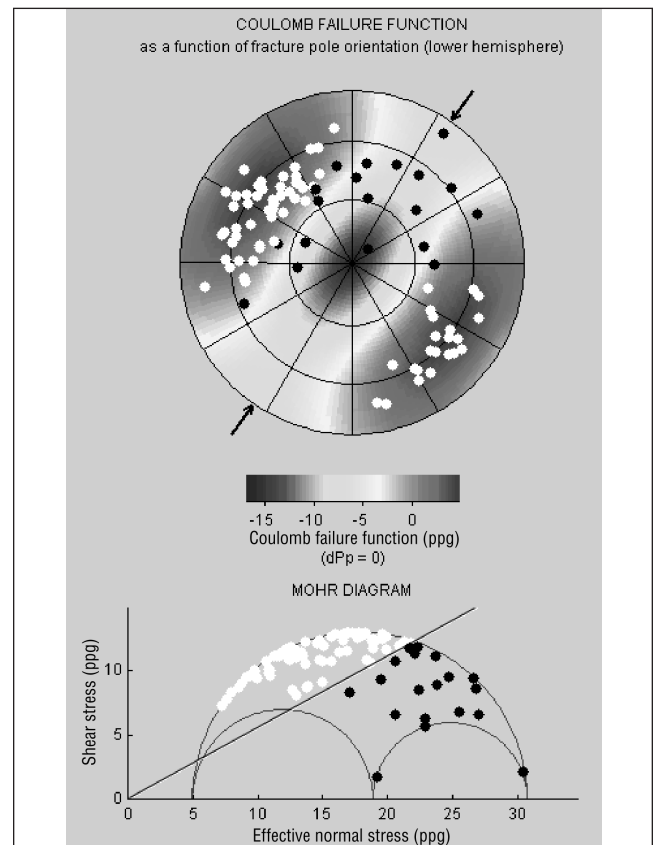 COULOMB FAILURE FUNCTION
as a function of fracture pole orientation (lower hemisphere)
-15 -10 -5 0
Coulomb failure function (ppg)
(dPp = 0)
MOHR DIAGRAM
Shear stress (ppg)
10
5
0
0 5 10 15 20 25 30
Effective normal stress (ppg)